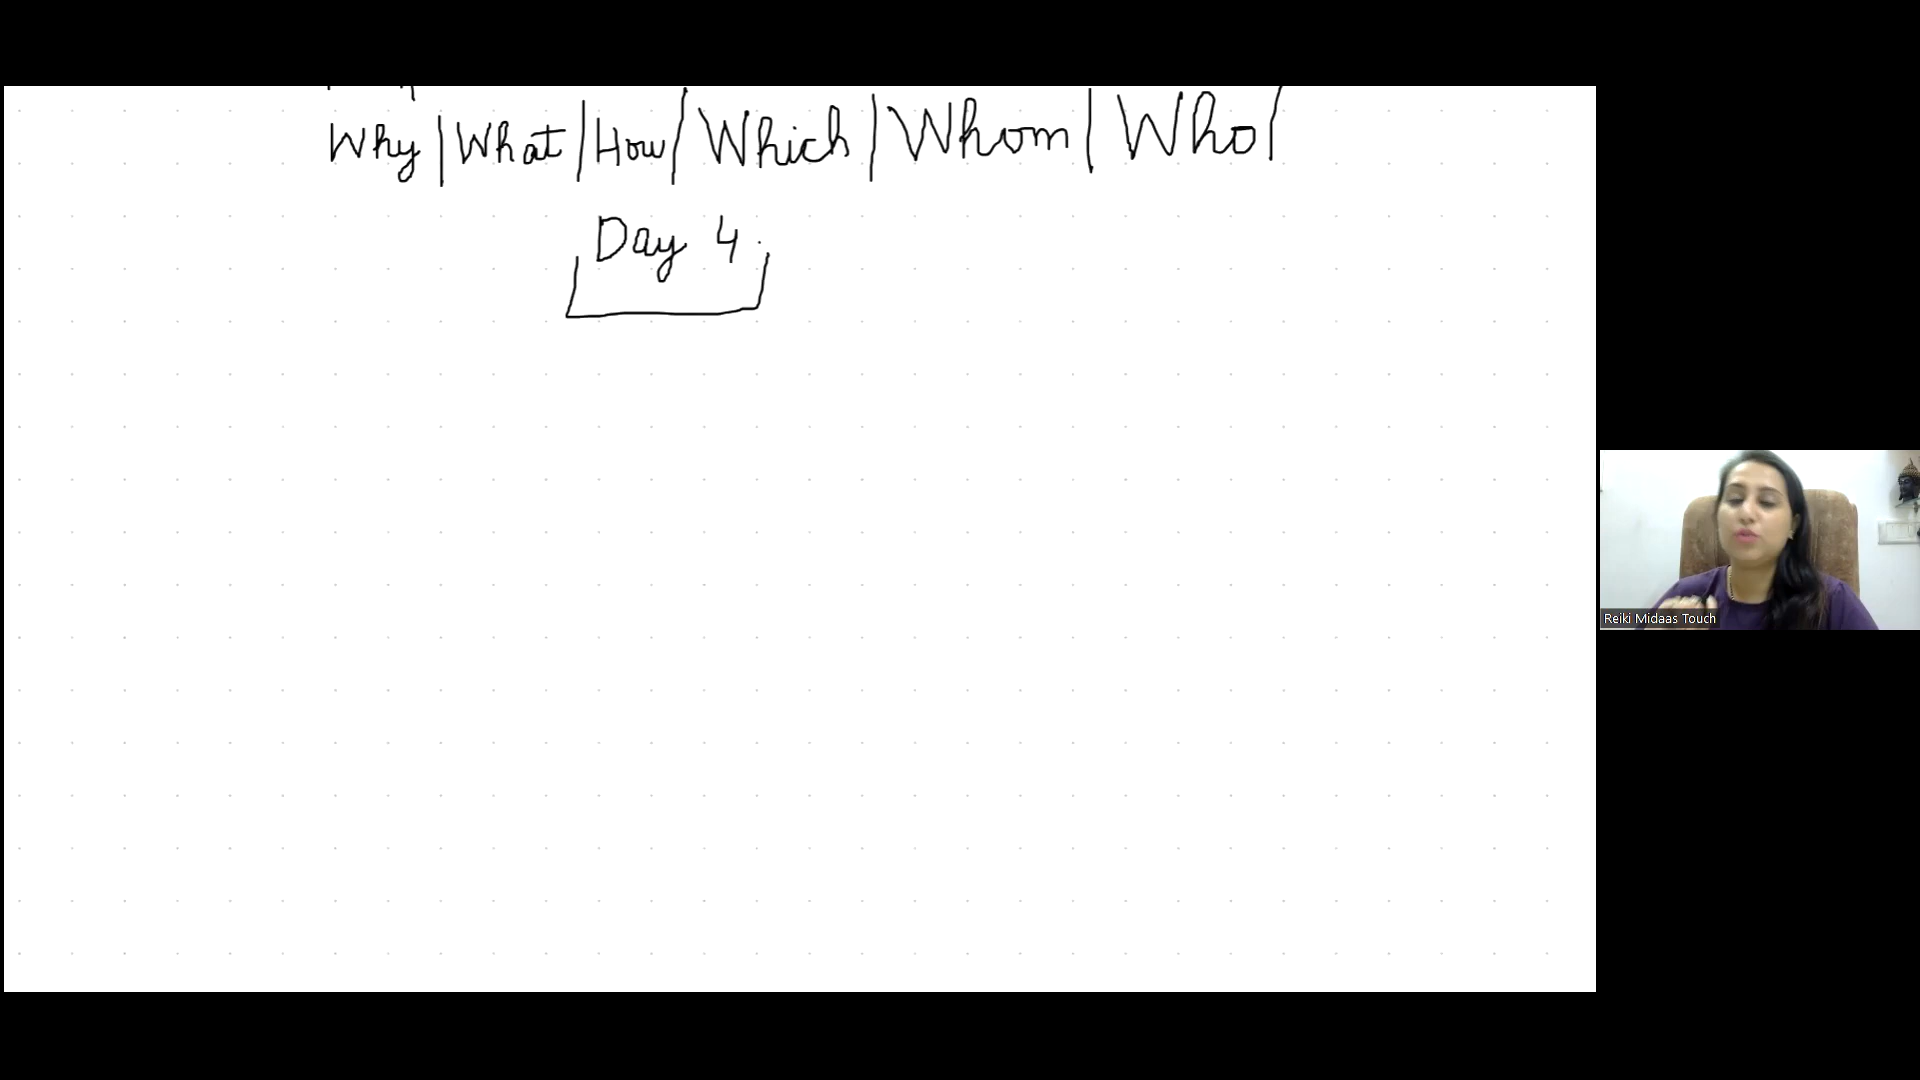 Why | What | How / Which | Whom | Who /
Day 4
Reiki Midaas Touch